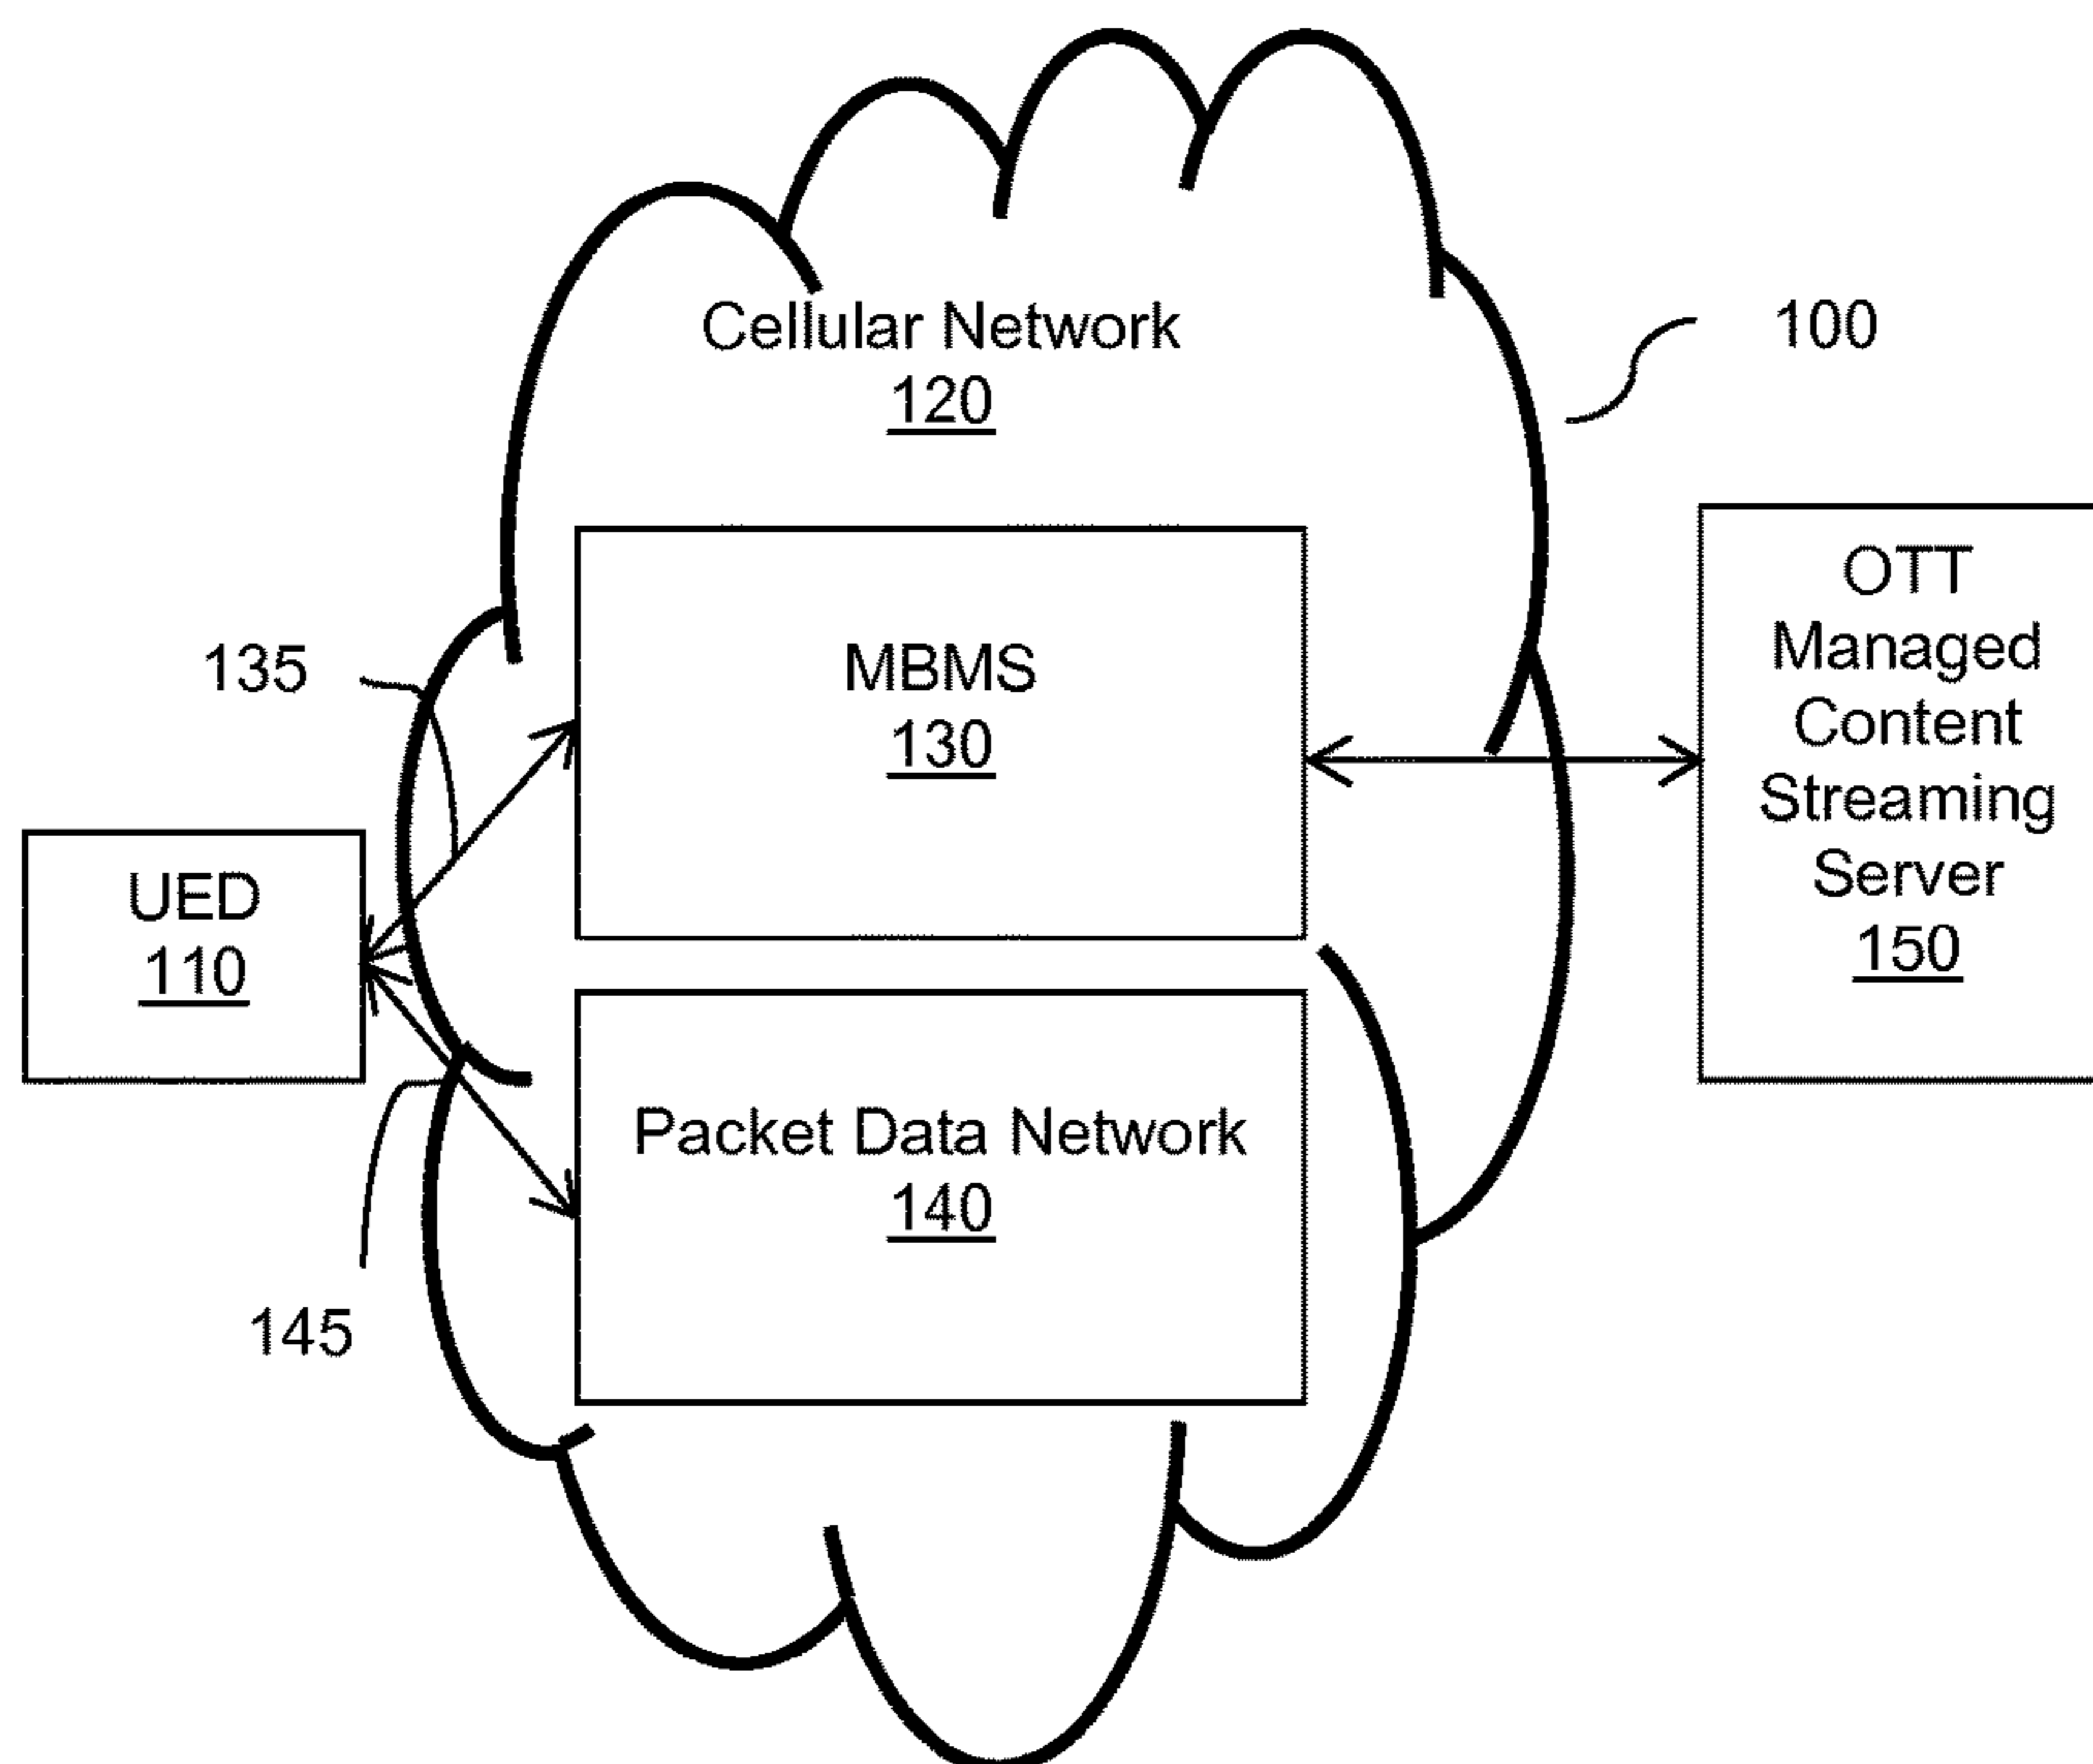 Cellular Network
120
100
135
MBMS
130
OTT
Managed
Content
Streaming
Server
150
UED
110
Packet Data Network
140
145